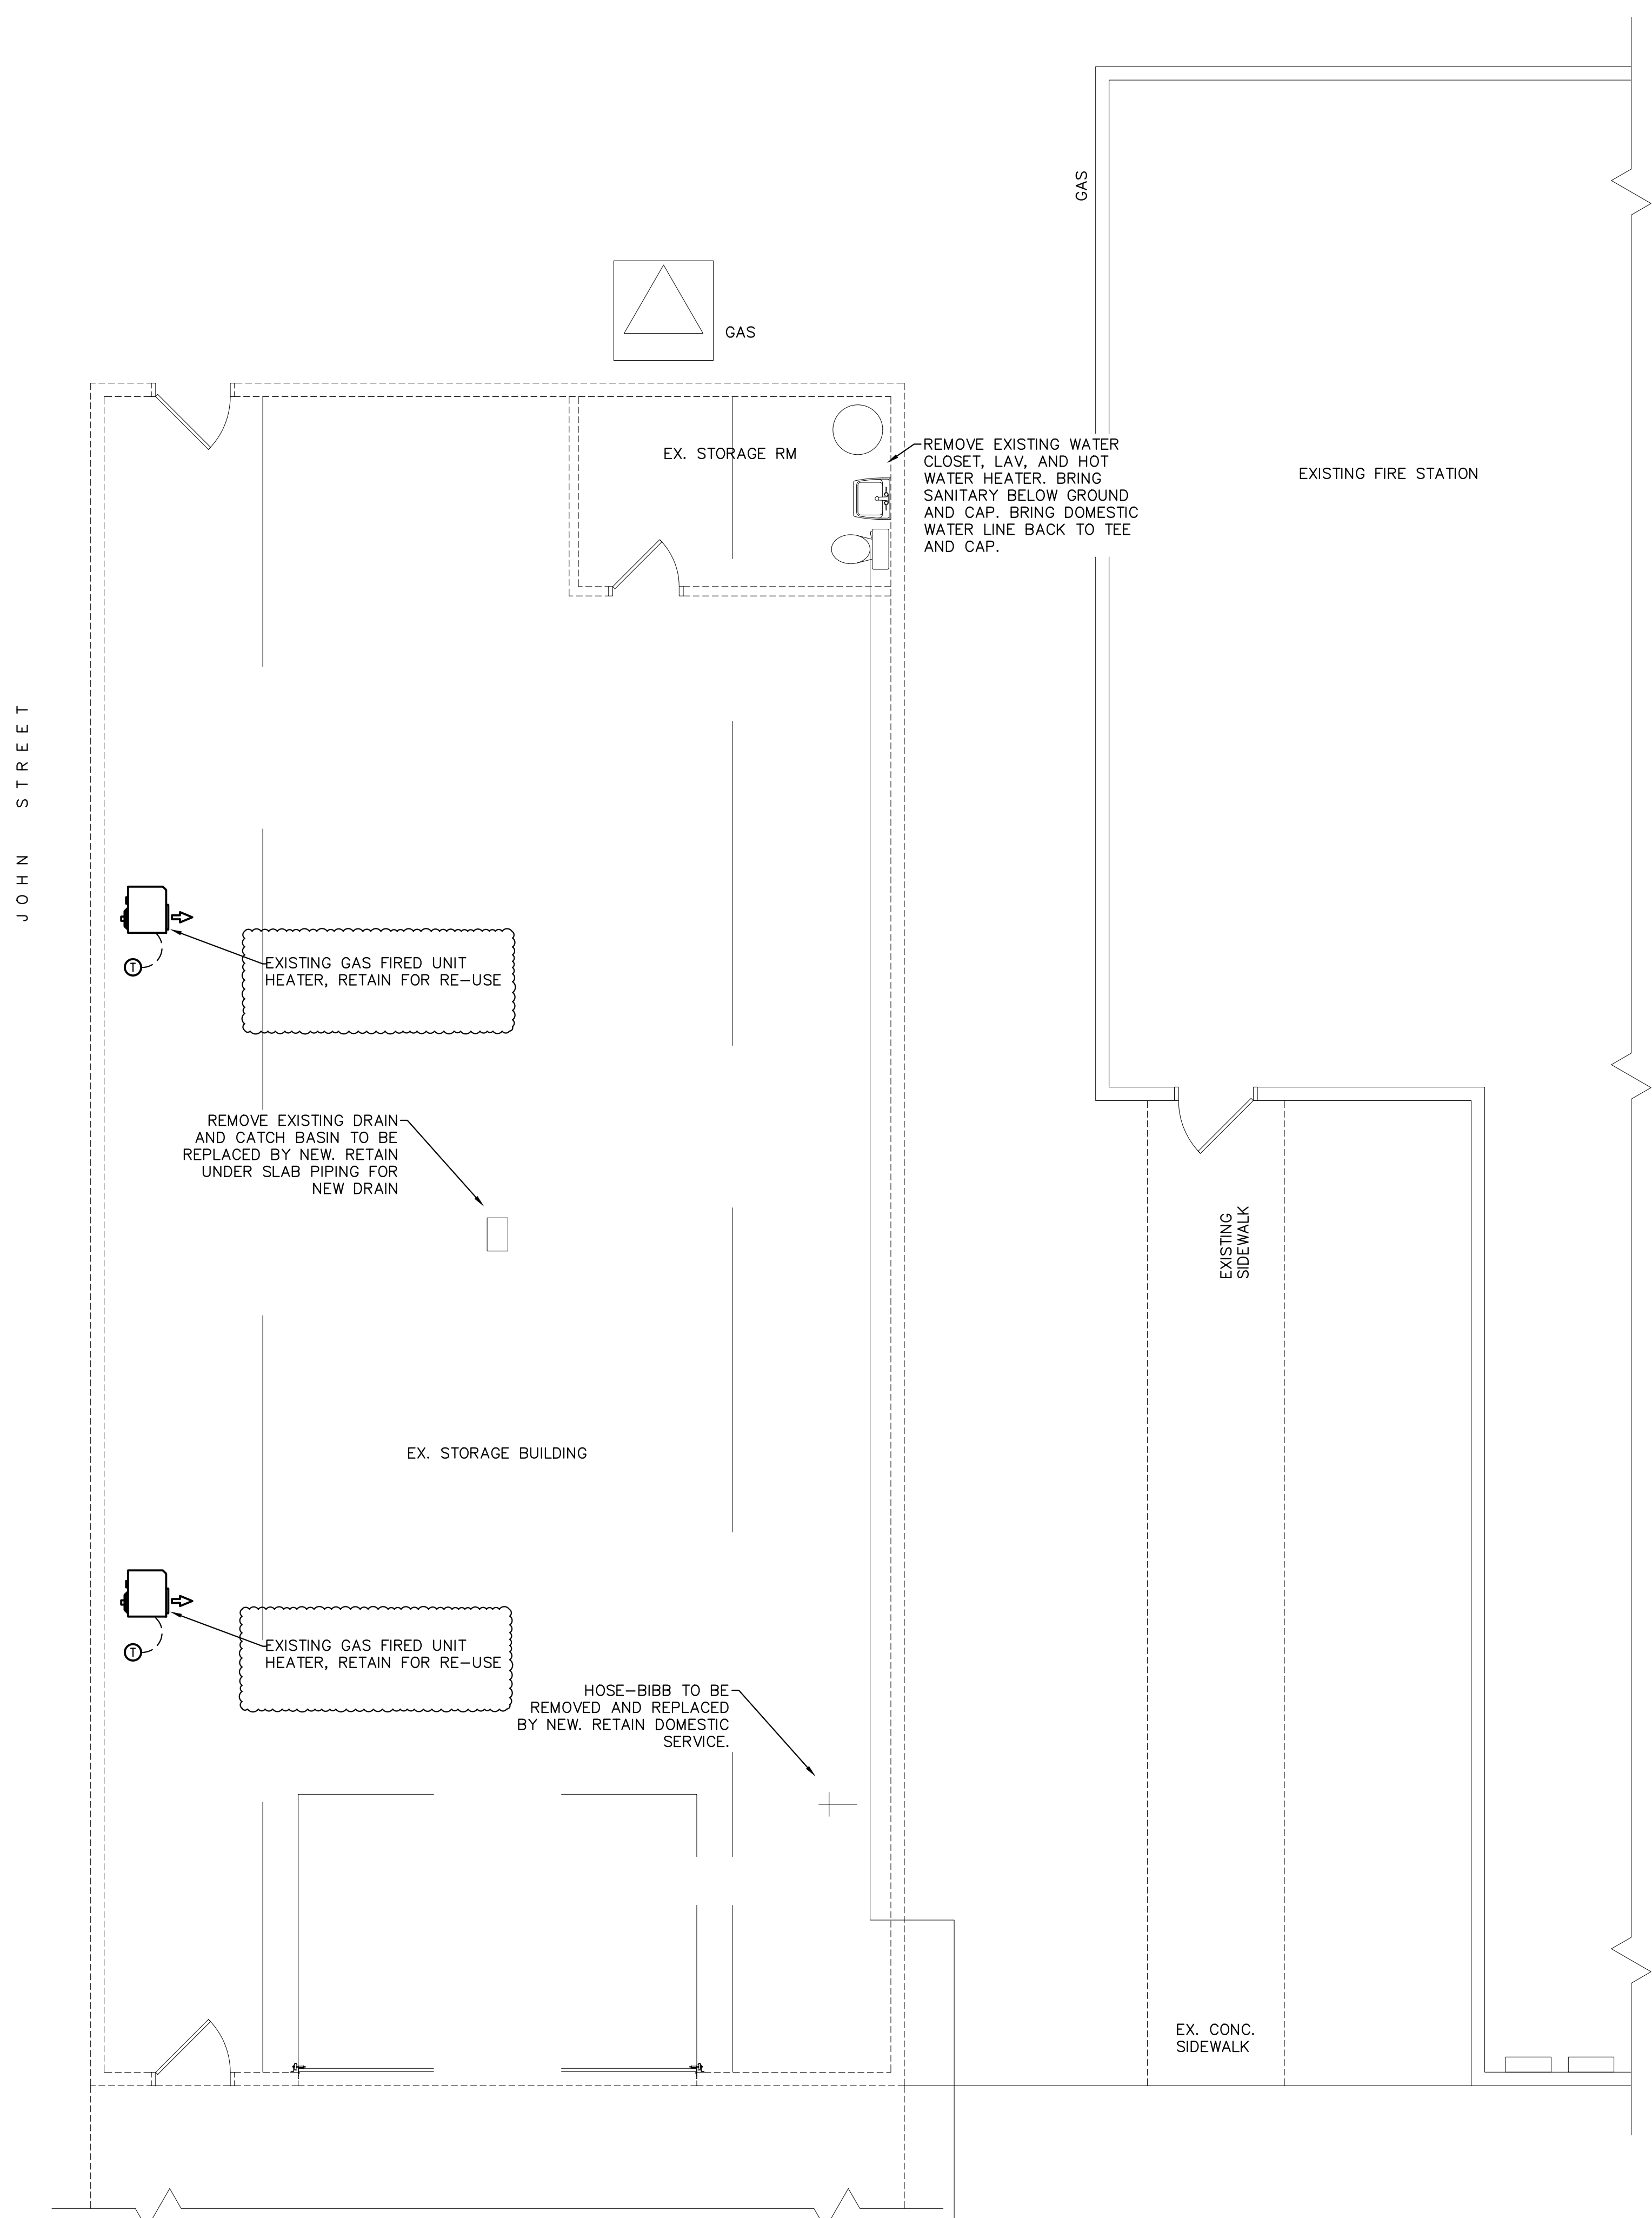 GAS
GAS
EX. STORAGE RM
REMOVE EXISTING WATER
CLOSET, LAV, AND HOT
WATER HEATER. BRING
SANITARY BELOW GROUND
AND CAP. BRING DOMESTIC
WATER LINE BACK TO TEE
AND CAP.
EXISTING FIRE STATION
JOHN STREET
EXISTING GAS FIRED UNIT
HEATER, RETAIN FOR RE-USE
T
REMOVE EXISTING DRAIN
AND CATCH BASIN TO BE
REPLACED BY NEW. RETAIN
UNDER SLAB PIPING FOR
NEW DRAIN
EXISTING
SIDEWALK
EX. STORAGE BUILDING
EXISTING GAS FIRED UNIT
HEATER, RETAIN FOR RE-USE
T
HOSE-BIBB TO BE
REMOVED AND REPLACED
BY NEW. RETAIN DOMESTIC
SERVICE.
EX. CONC.
SIDEWALK